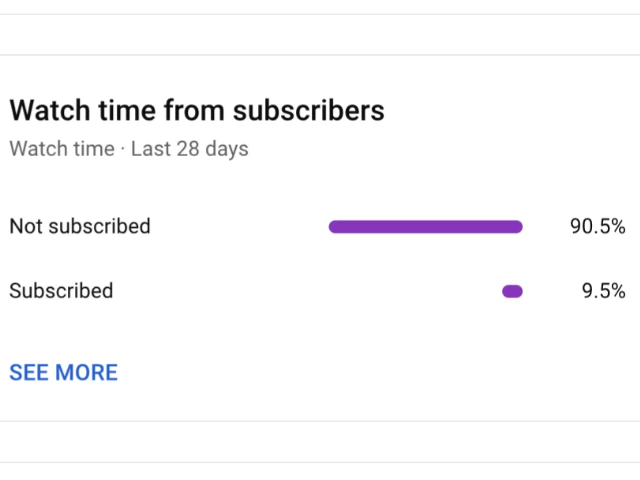 Watch time from subscribers
Watch time · Last 28 days
Not subscribed 90.5%
Subscribed 9.5%
SEE MORE